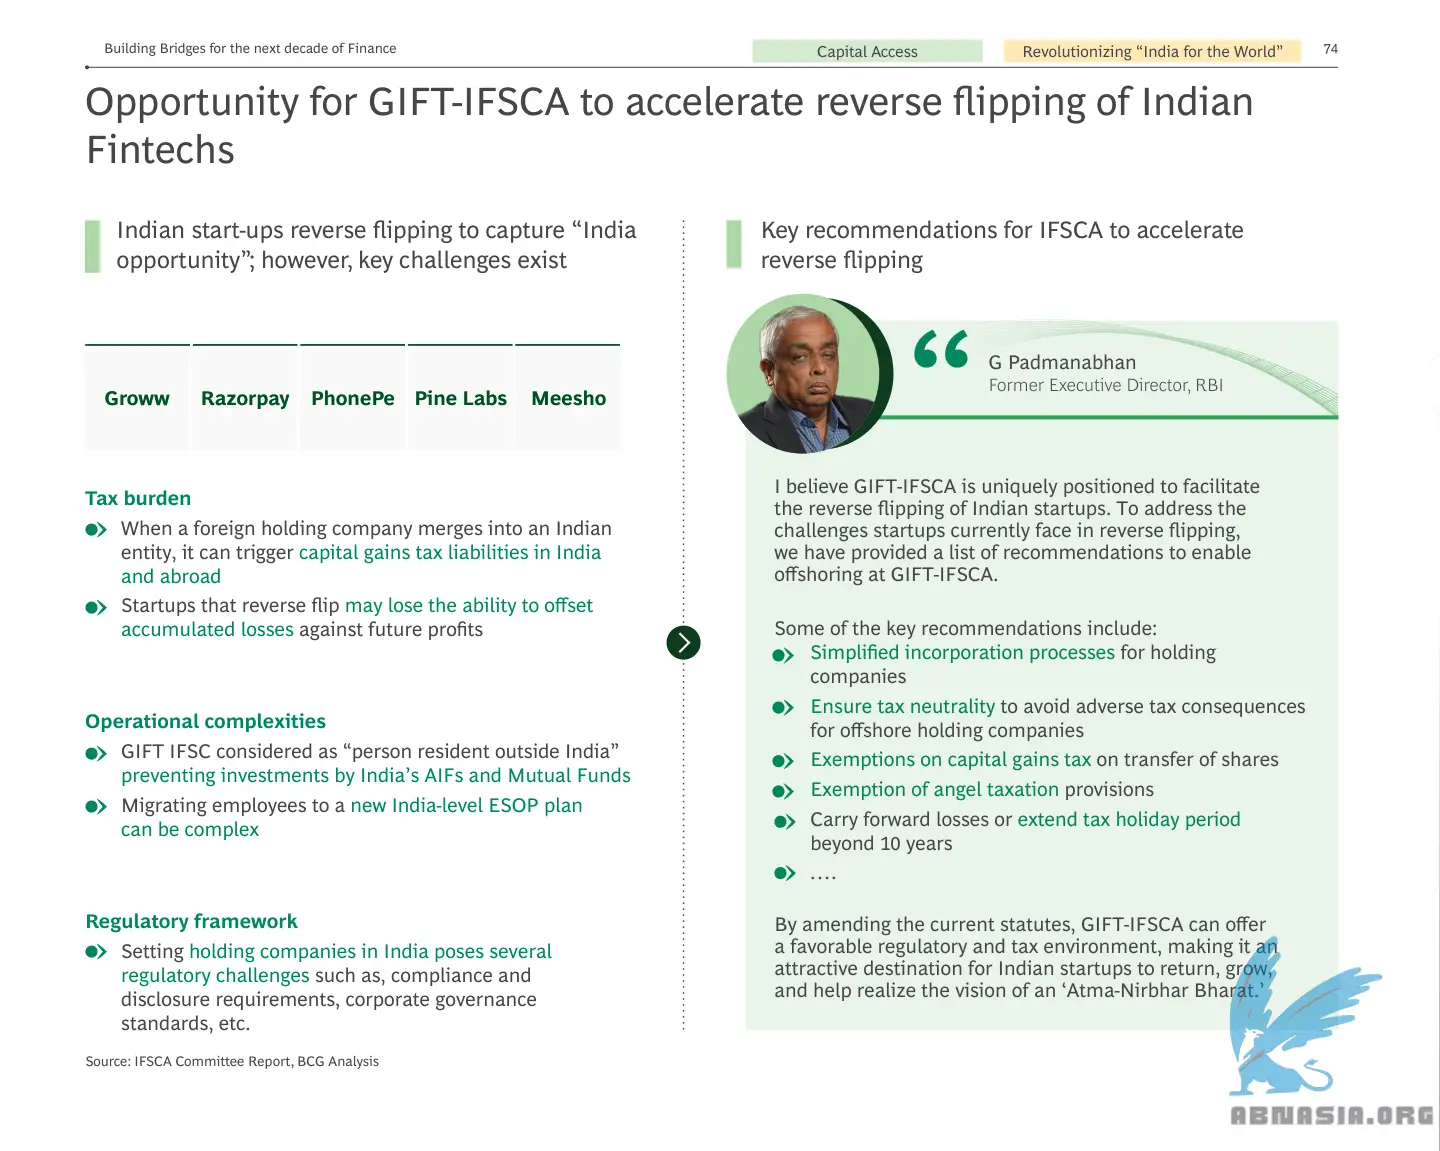 Building Bridges for the next decade of Finance
Capital Access
Revolutionizing “India for the World”
74
Opportunity for GIFT-IFSCA to accelerate reverse flipping of Indian
Fintechs
Indian start-ups reverse flipping to capture “India
opportunity”; however, key challenges exist
Groww
Razorpay
PhonePe
Pine Labs
Meesho
Tax burden
When a foreign holding company merges into an Indian
entity, it can trigger capital gains tax liabilities in India
and abroad
Startups that reverse flip may lose the ability to offset
accumulated losses against future profits
Operational complexities
GIFT IFSC considered as “person resident outside India”
preventing investments by India’s AIFs and Mutual Funds
Migrating employees to a new India-level ESOP plan
can be complex
Regulatory framework
Setting holding companies in India poses several
regulatory challenges such as, compliance and
disclosure requirements, corporate governance
standards, etc.
Source: IFSCA Committee Report, BCG Analysis
Key recommendations for IFSCA to accelerate
reverse flipping
“
G Padmanabhan
Former Executive Director, RBI
I believe GIFT-IFSCA is uniquely positioned to facilitate
the reverse flipping of Indian startups. To address the
challenges startups currently face in reverse flipping,
we have provided a list of recommendations to enable
offshoring at GIFT-IFSCA.
Some of the key recommendations include:
Simplified incorporation processes for holding
companies
Ensure tax neutrality to avoid adverse tax consequences
for offshore holding companies
Exemptions on capital gains tax on transfer of shares
Exemption of angel taxation provisions
Carry forward losses or extend tax holiday period
beyond 10 years
....
By amending the current statutes, GIFT-IFSCA can offer
a favorable regulatory and tax environment, making it an
attractive destination for Indian startups to return, grow,
and help realize the vision of an ‘Atma-Nirbhar Bharat.’
ABNASIA.ORG